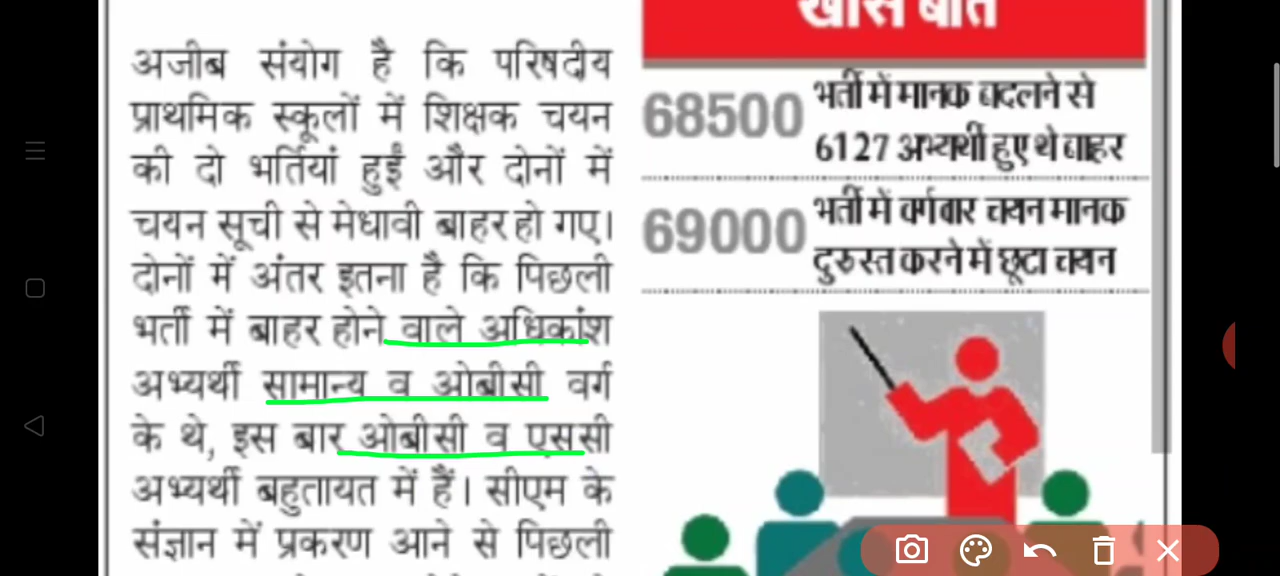 अजीब संयोग है कि परिषदीय
प्राथमिक स्कूलों में शिक्षक चयन
की दो भर्तियां हुईं और दोनों में
चयन सूची से मेधावी बाहर हो गए।
दोनों में अंतर इतना है कि पिछली
भर्ती में बाहर होने वाले अधिकांश
अभ्यर्थी सामान्य व ओबीसी वर्ग
के थे, इस बार ओबीसी व एससी
अभ्यर्थी बहुतायत में हैं। सीएम के
संज्ञान में प्रकरण आने से पिछली
खास बात
68500 भर्ती में मानक बदलने से
6127 अभ्यर्थी हुए थे बाहर
69000 भर्ती में वर्गवार चयन मानक
दुरुस्त करने में छूटा चयन